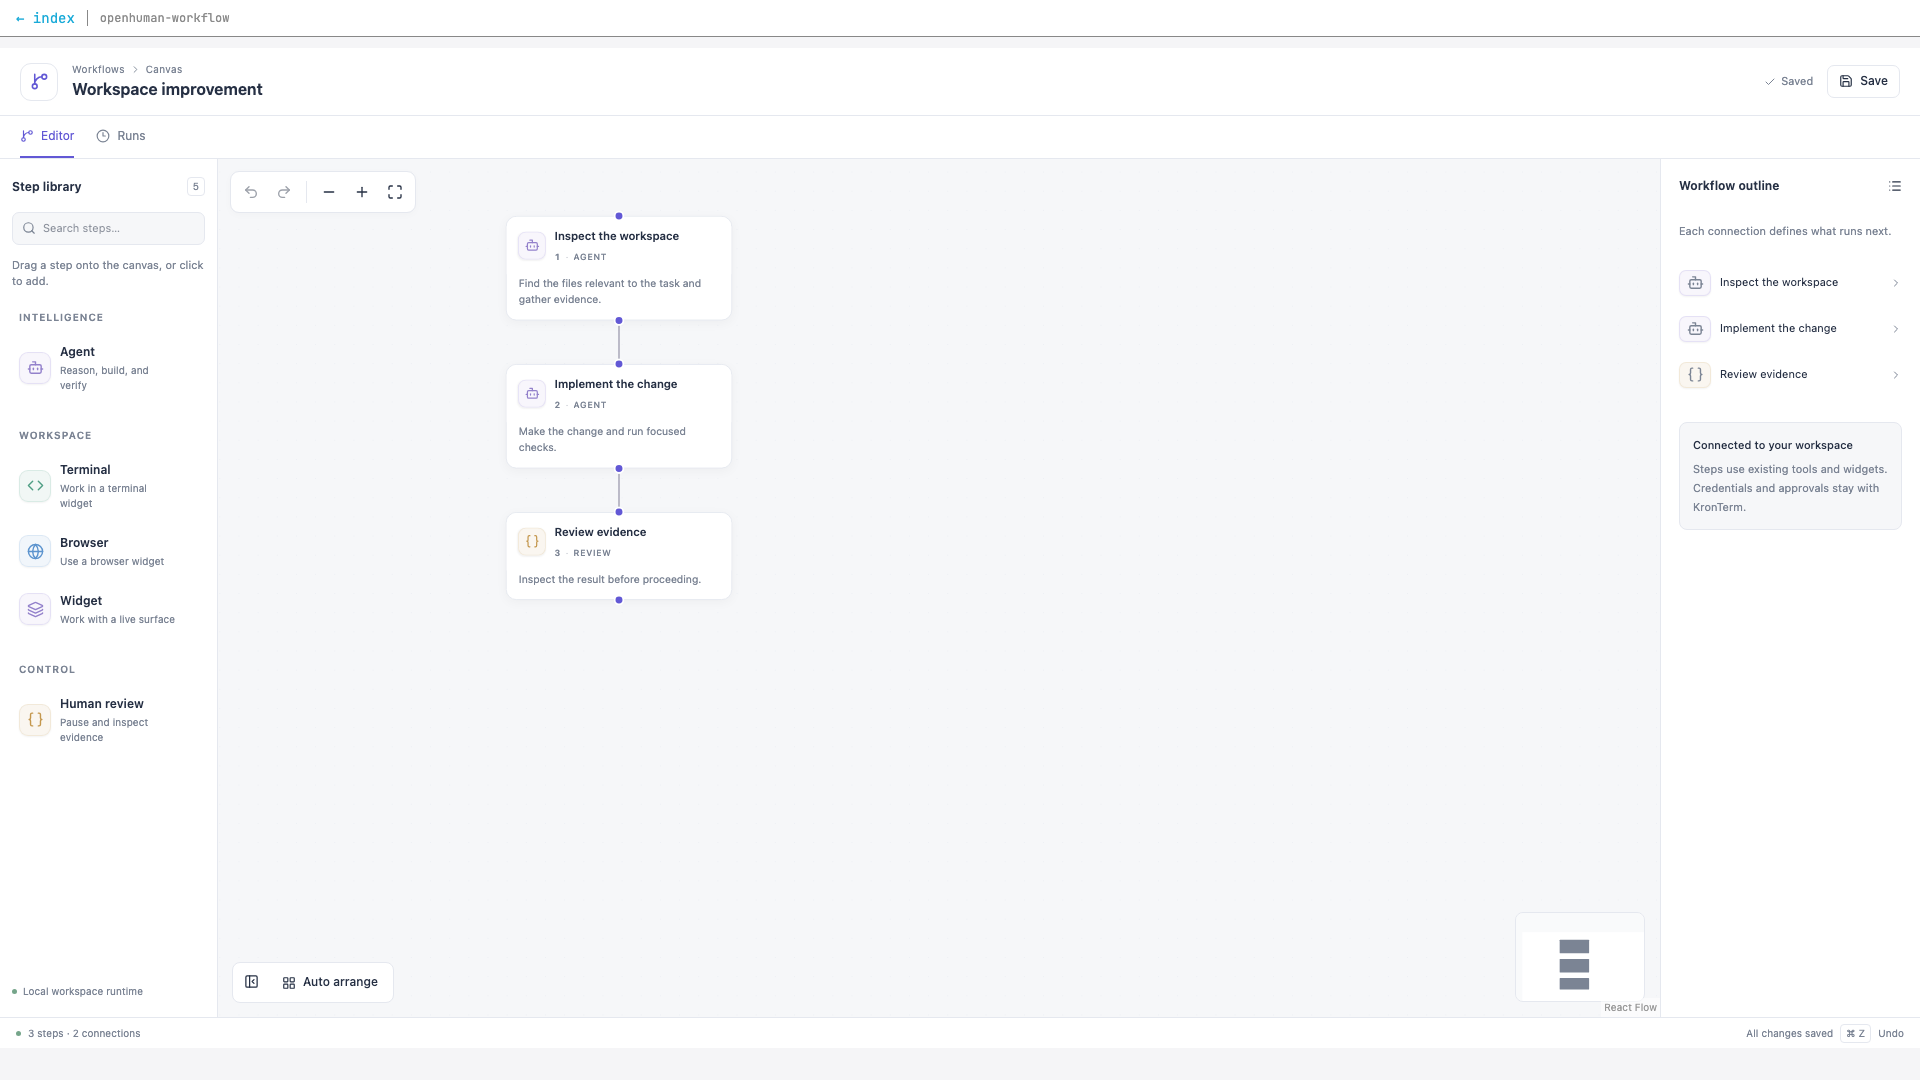 ← index
openhuman-workflow
Workflows > Canvas
Workspace improvement
Saved
Save
Editor
Runs
Step library
5
Search steps...
Drag a step onto the canvas, or click
to add.
INTELLIGENCE
Agent
Reason, build, and
verify
WORKSPACE
Terminal
Work in a terminal
widget
Browser
Use a browser widget
Widget
Work with a live surface
CONTROL
Human review
Pause and inspect
evidence
Local workspace runtime
Inspect the workspace
1 · AGENT
Find the files relevant to the task and
gather evidence.
Implement the change
2 · AGENT
Make the change and run focused
checks.
Review evidence
3 · REVIEW
Inspect the result before proceeding.
Auto arrange
React Flow
Workflow outline
Each connection defines what runs next.
Inspect the workspace
Implement the change
Review evidence
Connected to your workspace
Steps use existing tools and widgets.
Credentials and approvals stay with
KronTerm.
3 steps · 2 connections
All changes saved
⌘ Z
Undo